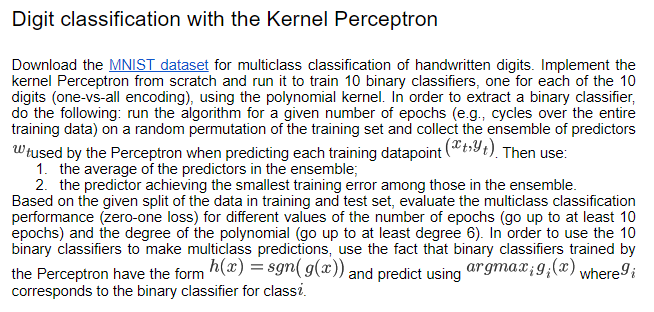 Digit classification with the Kernel Perceptron
Download the MNIST dataset for multiclass classification of handwritten digits. Implement the
kernel Perceptron from scratch and run it to train 10 binary classifiers, one for each of the 10
digits (one-vs-all encoding), using the polynomial kernel. In order to extract a binary classifier,
do the following: run the algorithm for a given number of epochs (e.g., cycles over the entire
training data) on a random permutation of the training set and collect the ensemble of predictors
w_t used by the Perceptron when predicting each training datapoint (x_t, y_t). Then use:
1. the average of the predictors in the ensemble;
2. the predictor achieving the smallest training error among those in the ensemble.
Based on the given split of the data in training and test set, evaluate the multiclass classification
performance (zero-one loss) for different values of the number of epochs (go up to at least 10
epochs) and the degree of the polynomial (go up to at least degree 6). In order to use the 10
binary classifiers to make multiclass predictions, use the fact that binary classifiers trained by
the Perceptron have the form h(x) = sgn(g(x)) and predict using argmax_i g_i(x) where g_i
corresponds to the binary classifier for class i.